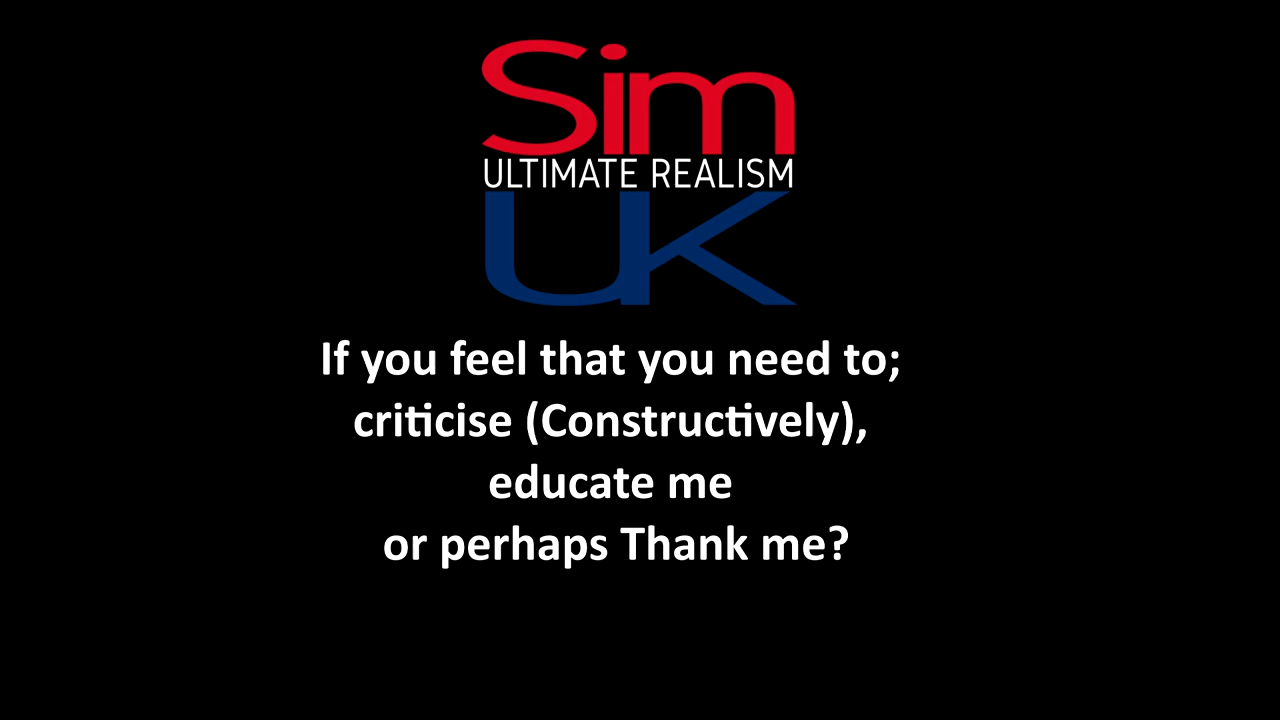 Sim
ULTIMATE REALISM
UK
If you feel that you need to;
criticise (Constructively),
educate me
or perhaps Thank me?